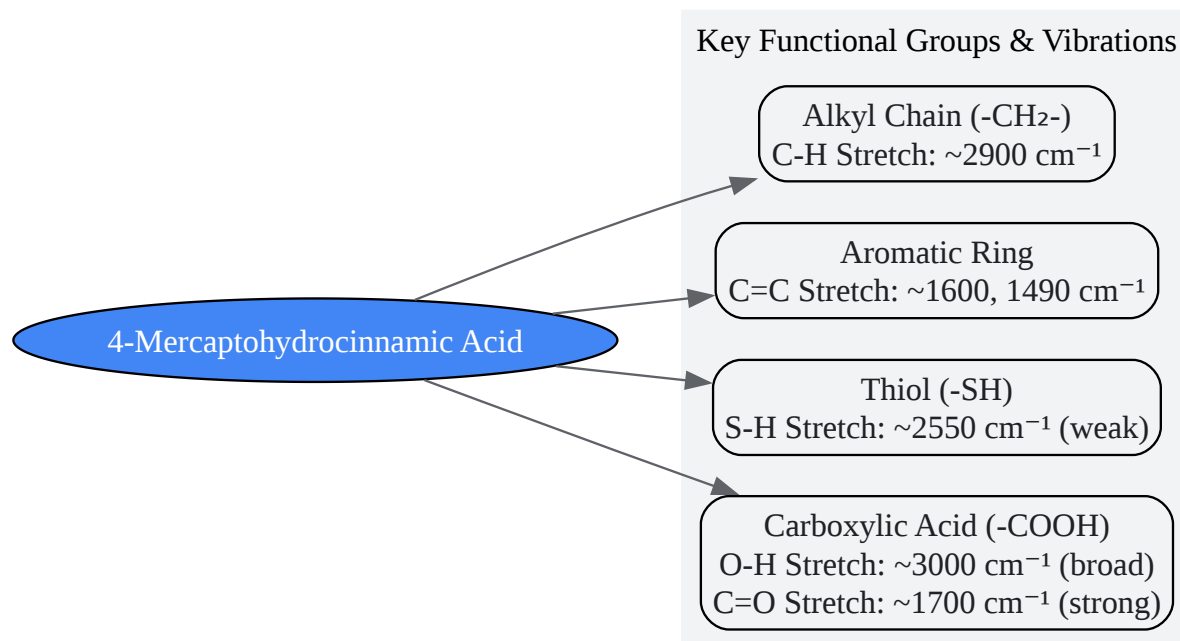 Key Functional Groups & Vibrations
Alkyl Chain (-CH₂-)
C-H Stretch: ~2900 cm⁻¹
Aromatic Ring
C=C Stretch: ~1600, 1490 cm⁻¹
4-Mercaptohydrocinnamic Acid
Thiol (-SH)
S-H Stretch: ~2550 cm⁻¹ (weak)
Carboxylic Acid (-COOH)
O-H Stretch: ~3000 cm⁻¹ (broad)
C=O Stretch: ~1700 cm⁻¹ (strong)